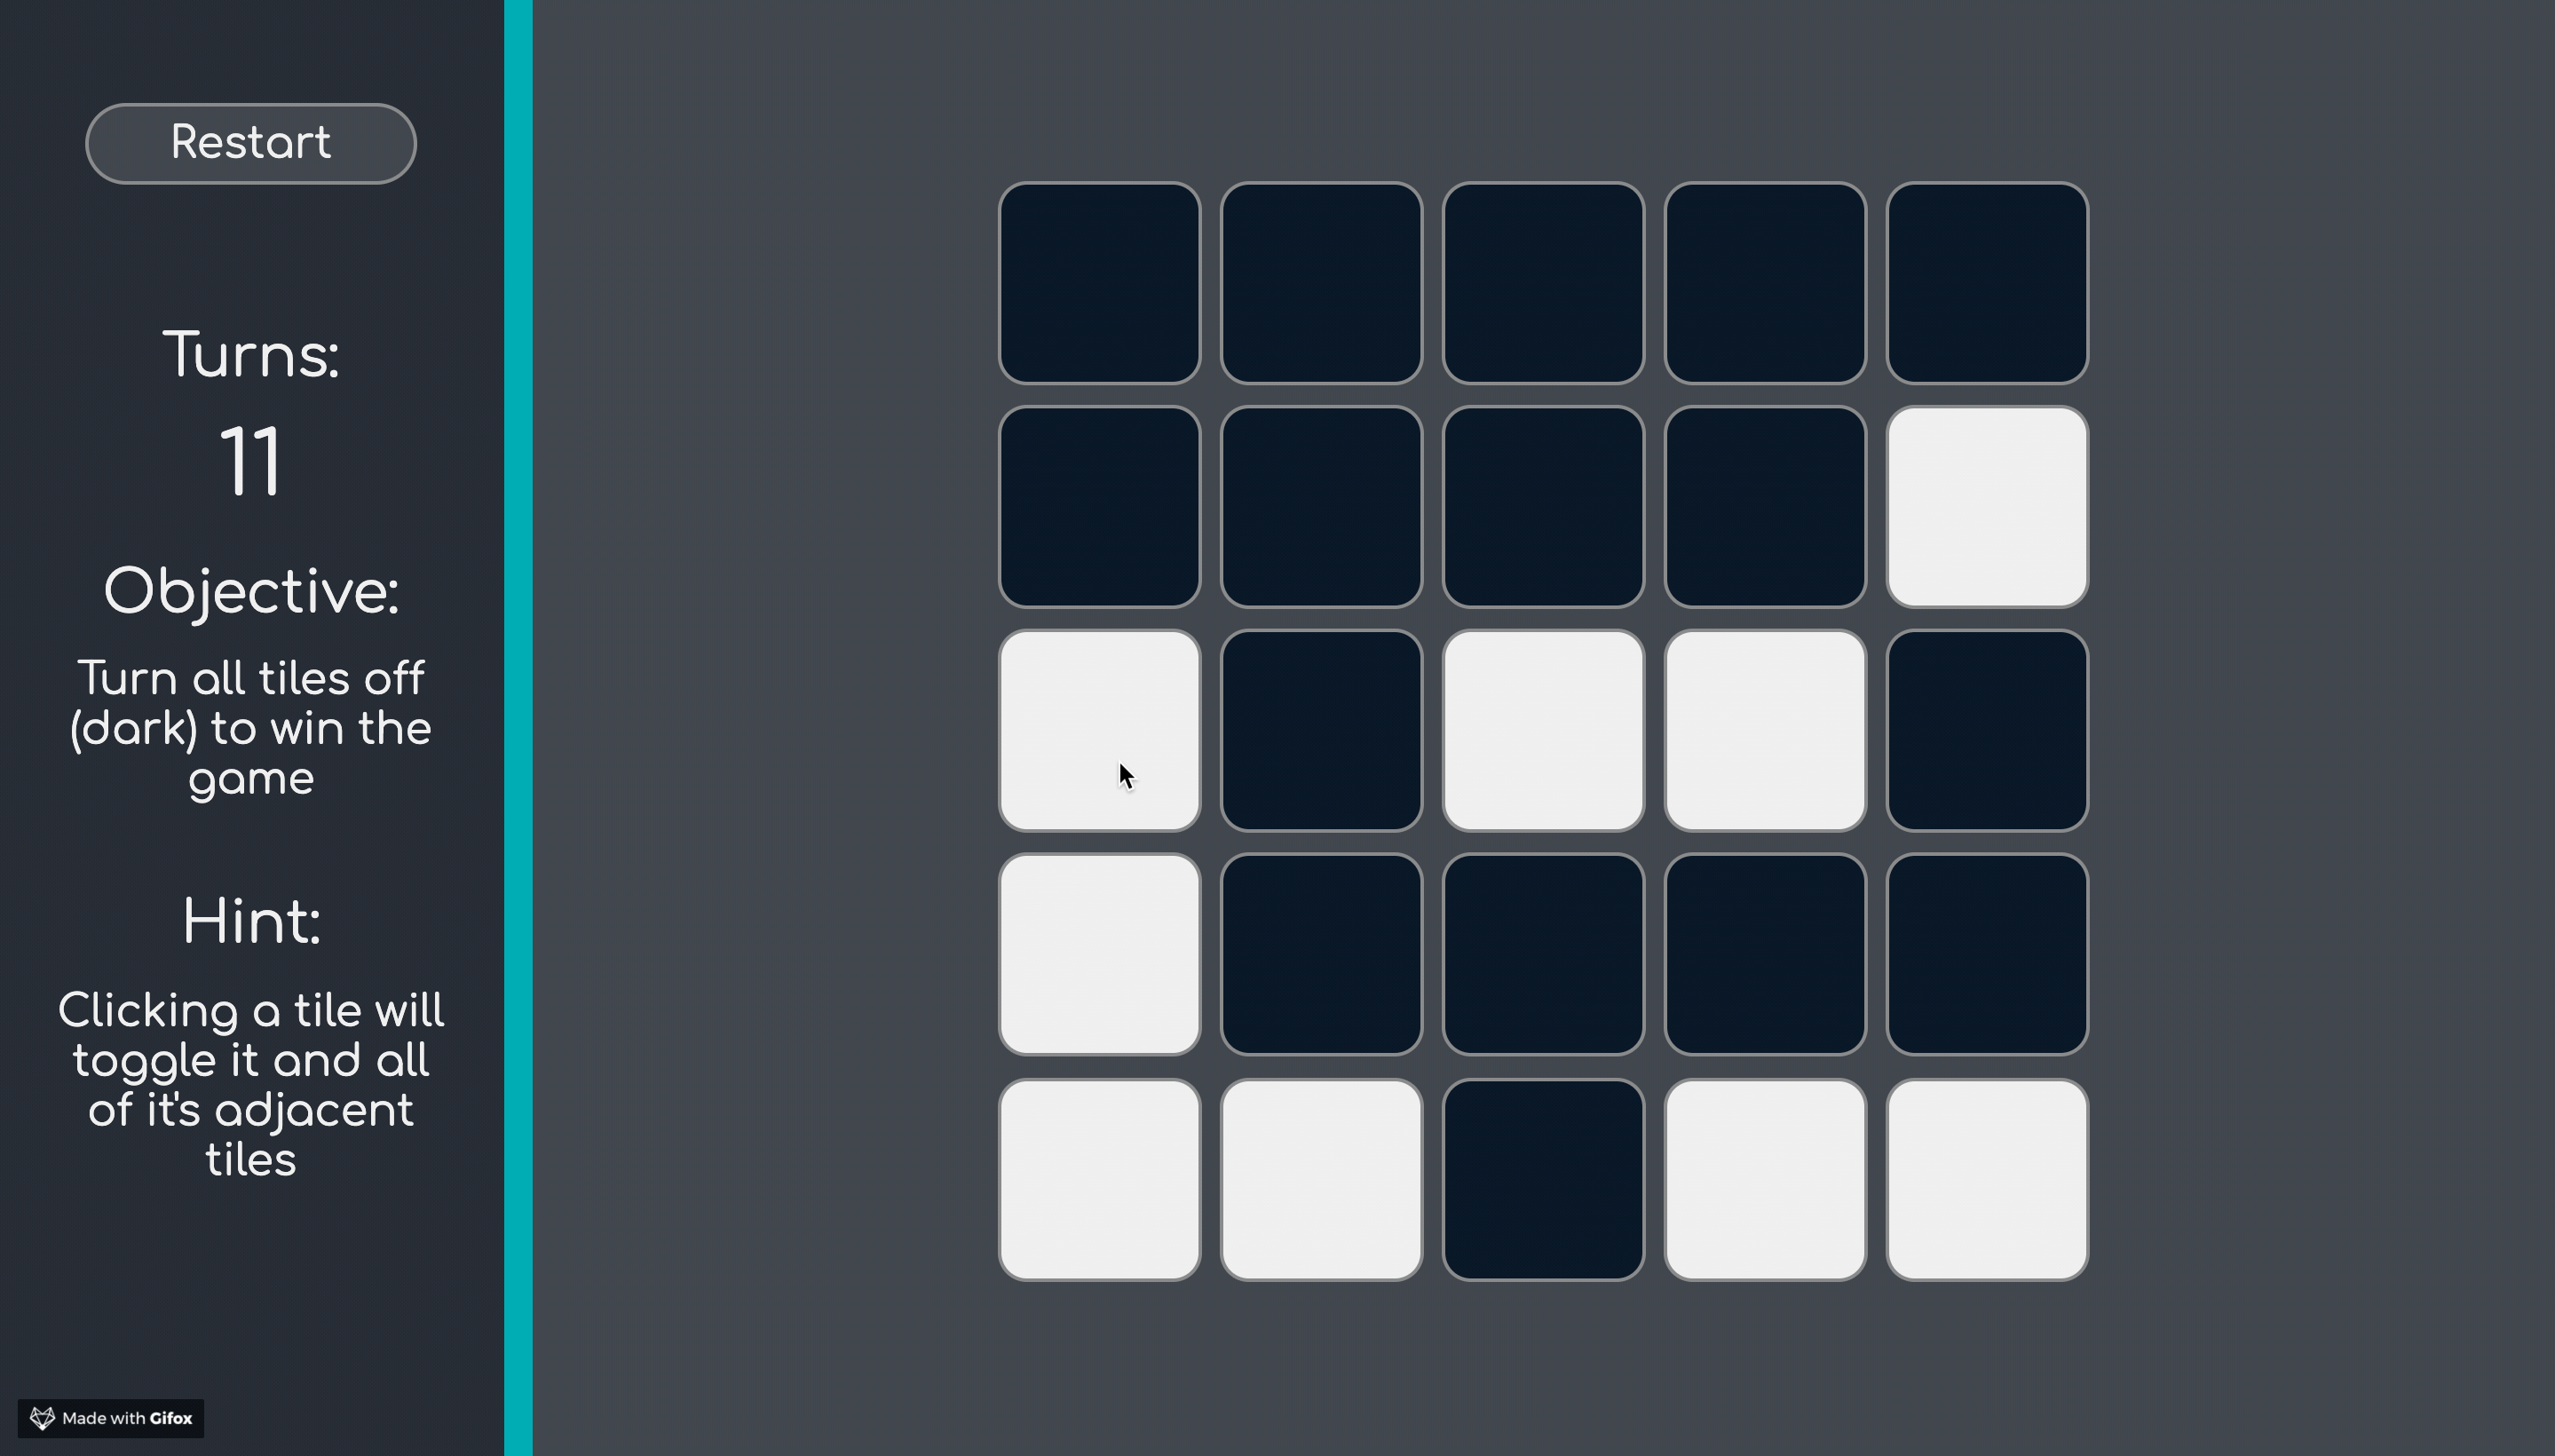 Restart
Turns:
11
Objective:
Turn all tiles off
(dark) to win the
game
Hint:
Clicking a tile will
toggle it and all
of it's adjacent
tiles
Made with Gifox